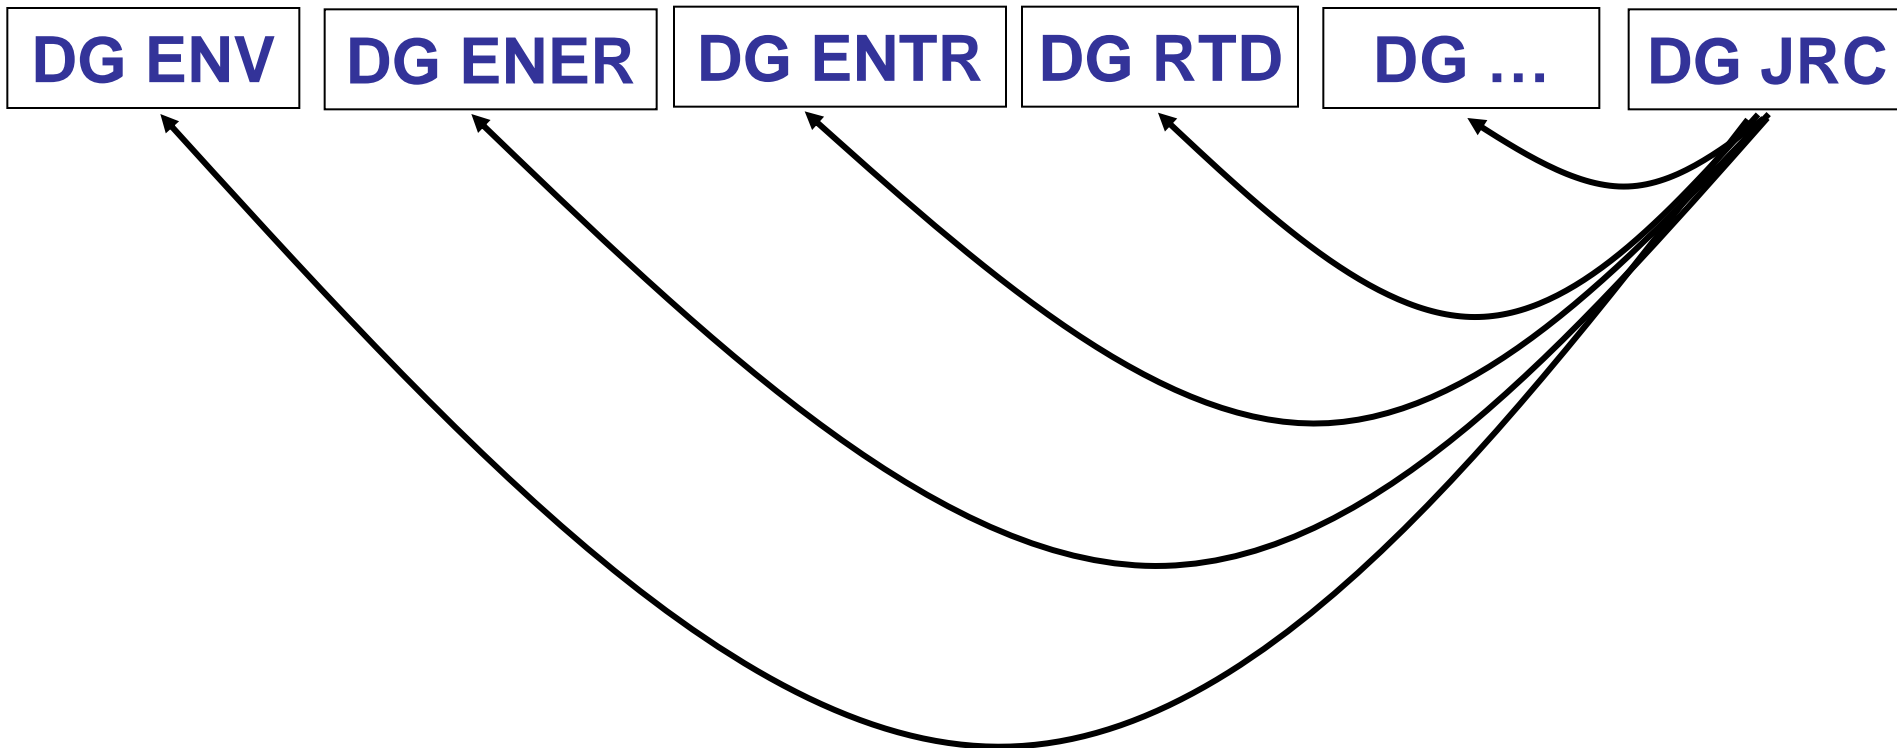 DG ENV
DG ENER
DG ENTR
DG RTD
DG …
DG JRC